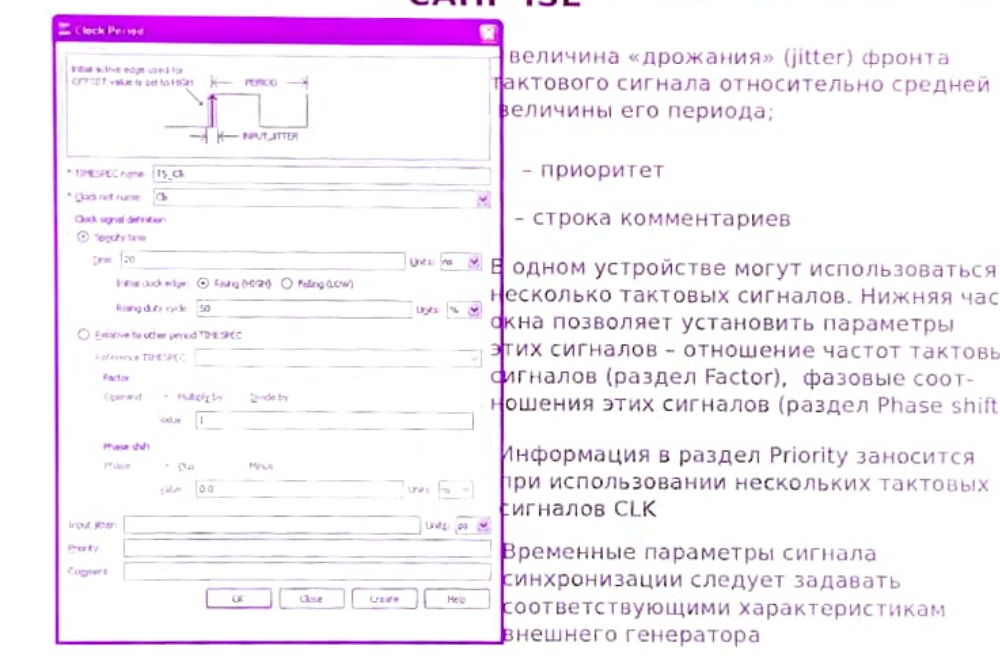 САПР ISE
Clock Period
Initial active edge used for
OFFSET value is set to HIGH
PERIOD
INPUT_JITTER
* TIMESPEC name: TS_Clk
* Clock net name: Clk
Clock signal definition
Specify time
Time: 20 Units: ns
Initial clock edge: Rising (HIGH) Falling (LOW)
Rising duty cycle: 50 Units: %
Relative to other period TIMESPEC
Reference TIMESPEC
Factor
Operand Multiply by Divide by
Value: 1
Phase shift
Phase Plus Minus
Value: 0.0 Units: ns
Input jitter: Units: ps
Priority:
Comment:
OK Close Create Help
величина «дрожания» (jitter) фронта
тактового сигнала относительно средней
величины его периода;
– приоритет
– строка комментариев
В одном устройстве могут использоваться
несколько тактовых сигналов. Нижняя час
окна позволяет установить параметры
этих сигналов – отношение частот тактовы
сигналов (раздел Factor), фазовые соот-
ношения этих сигналов (раздел Phase shift
Информация в раздел Priority заносится
при использовании нескольких тактовых
сигналов CLK
Временные параметры сигнала
синхронизации следует задавать
соответствующими характеристикам
внешнего генератора